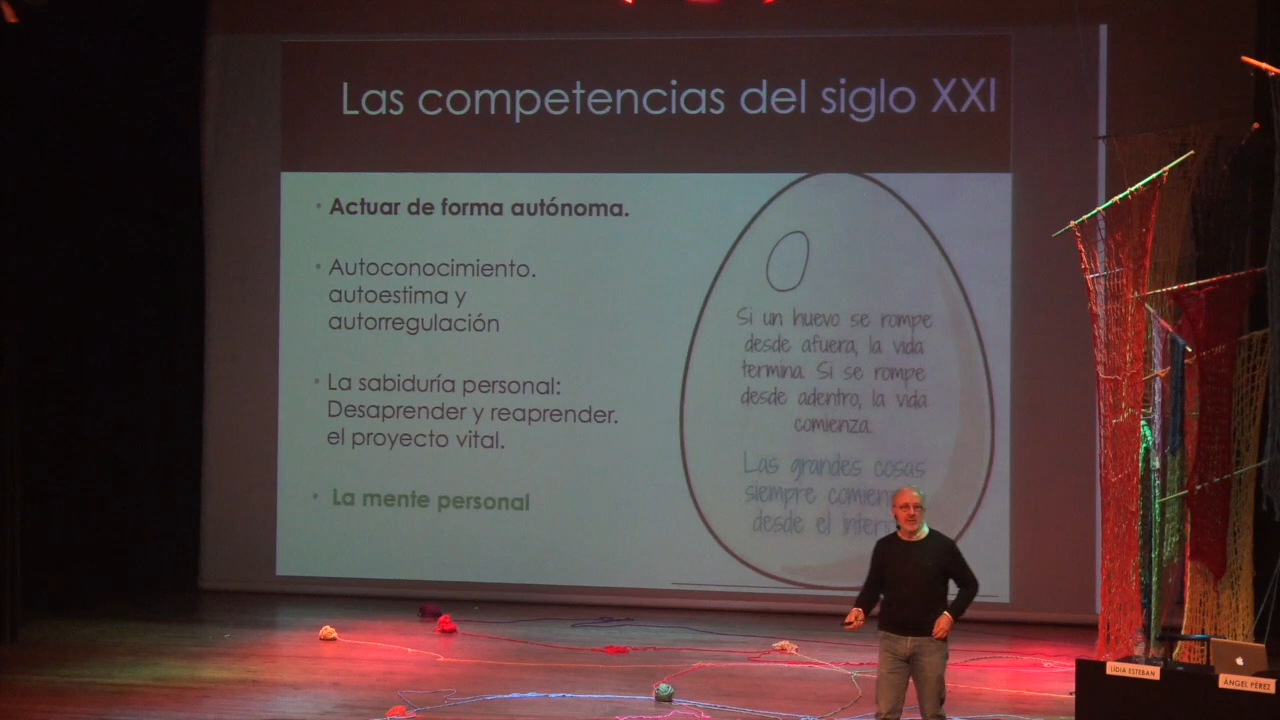 Las competencias del siglo XXI
Actuar de forma autónoma.
Autoconocimiento.
autoestima y
autorregulación
La sabiduría personal:
Desaprender y reaprender.
el proyecto vital.
La mente personal
Si un huevo se rompe
desde afuera, la vida
termina. Si se rompe
desde adentro, la vida
comienza.
Las grandes cosas
siempre
desde el
LÍDIA ESTEBAN
ÀNGEL PÉREZ